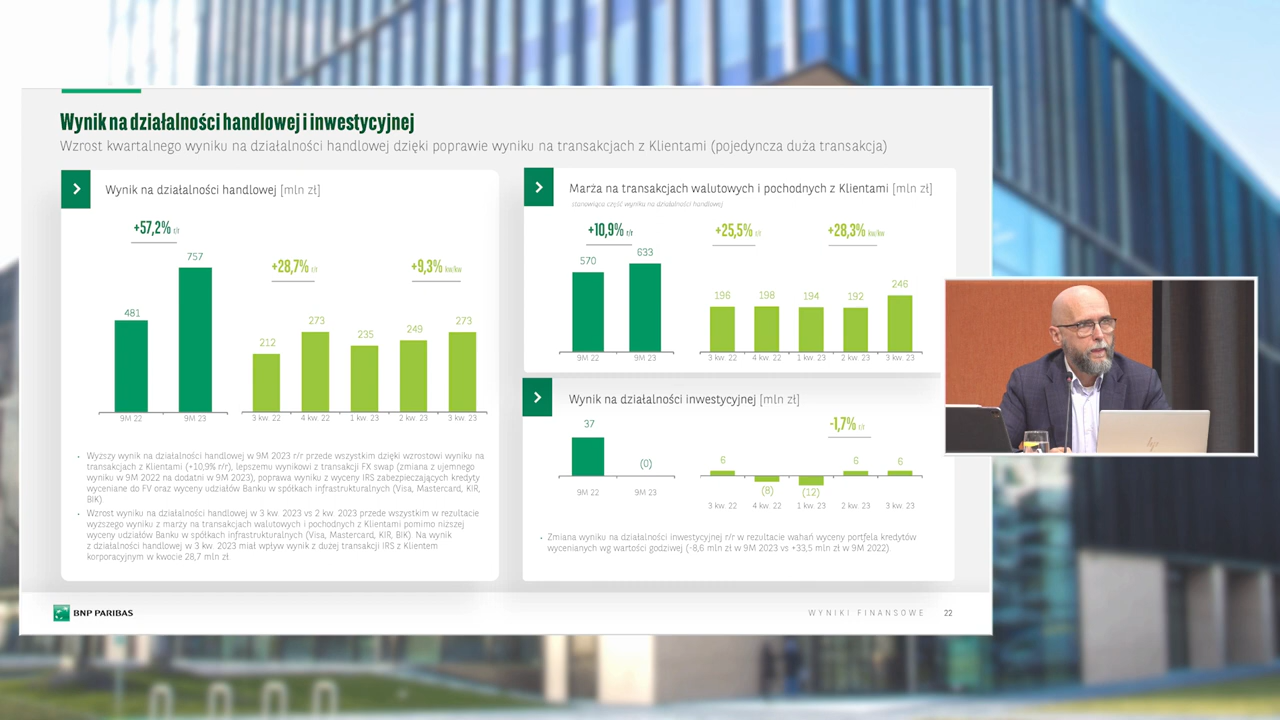 Wynik na działalności handlowej i inwestycyjnej
Wzrost kwartalnego wyniku na działalności handlowej dzięki poprawie wyniku na transakcjach z Klientami (pojedyncza duża transakcja)
Wynik na działalności handlowej [mln zł]
+57,2% r/r
+28,7% r/r
+9,3% kw/kw
481
757
212
273
235
249
273
9M 22
9M 23
3 kw. 22
4 kw. 22
1 kw. 23
2 kw. 23
3 kw. 23
• Wyższy wynik na działalności handlowej w 9M 2023 r/r przede wszystkim dzięki wzrostowi wyniku na
transakcjach z Klientami (+10,9% r/r), lepszemu wynikowi z transakcji FX swap (zmiana z ujemnego
wyniku w 9M 2022 na dodatni w 9M 2023), poprawa wyniku z wyceny IRS zabezpieczających kredyty
wyceniane do FV oraz wyceny udziałów Banku w spółkach infrastrukturalnych (Visa, Mastercard, KIR,
BIK)
• Wzrost wyniku na działalności handlowej w 3 kw. 2023 vs 2 kw. 2023 przede wszystkim w rezultacie
wyższego wyniku z marży na transakcjach walutowych i pochodnych z Klientami pomimo niższej
wyceny udziałów Banku w spółkach infrastrukturalnych (Visa, Mastercard, KIR, BIK). Na wynik
z działalności handlowej w 3 kw. 2023 miał wpływ wynik z dużej transakcji IRS z Klientem
korporacyjnym w kwocie 28,7 mln zł
Marża na transakcjach walutowych i pochodnych z Klientami [mln zł]
stanowiąca część wyniku na działalności handlowej
+10,9% r/r
+25,5% r/r
+28,3% kw/kw
570
633
196
198
194
192
246
9M 22
9M 23
3 kw. 22
4 kw. 22
1 kw. 23
2 kw. 23
3 kw. 23
Wynik na działalności inwestycyjnej [mln zł]
-1,7% r/r
37
(0)
6
(8)
(12)
6
6
9M 22
9M 23
3 kw. 22
4 kw. 22
1 kw. 23
2 kw. 23
3 kw. 23
• Zmiana wyniku na działalności inwestycyjnej r/r w rezultacie wahań wyceny portfela kredytów
wycenianych wg wartości godziwej (-8,6 mln zł w 9M 2023 vs +33,5 mln zł w 9M 2022)
BNP PARIBAS
WYNIKI FINANSOWE 22
hp